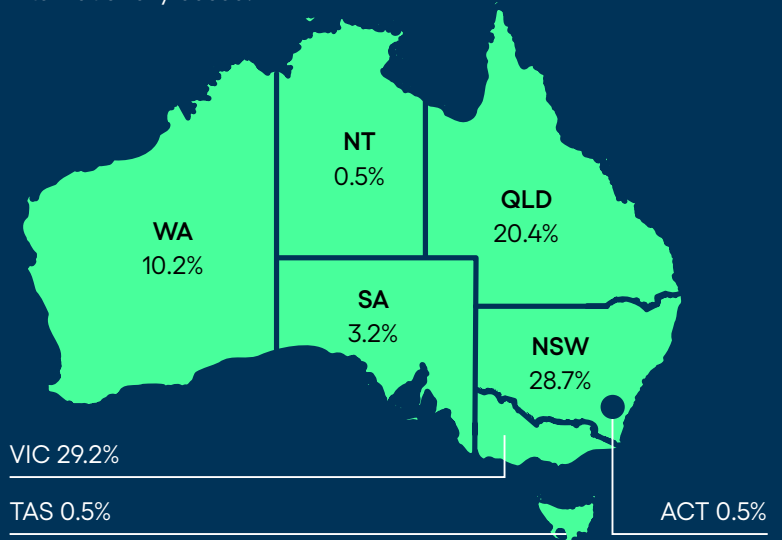 NT
0.5%
QLD
20.4%
WA
10.2%
SA
3.2%
NSW
28.7%
VIC 29.2%
TAS 0.5%
ACT 0.5%